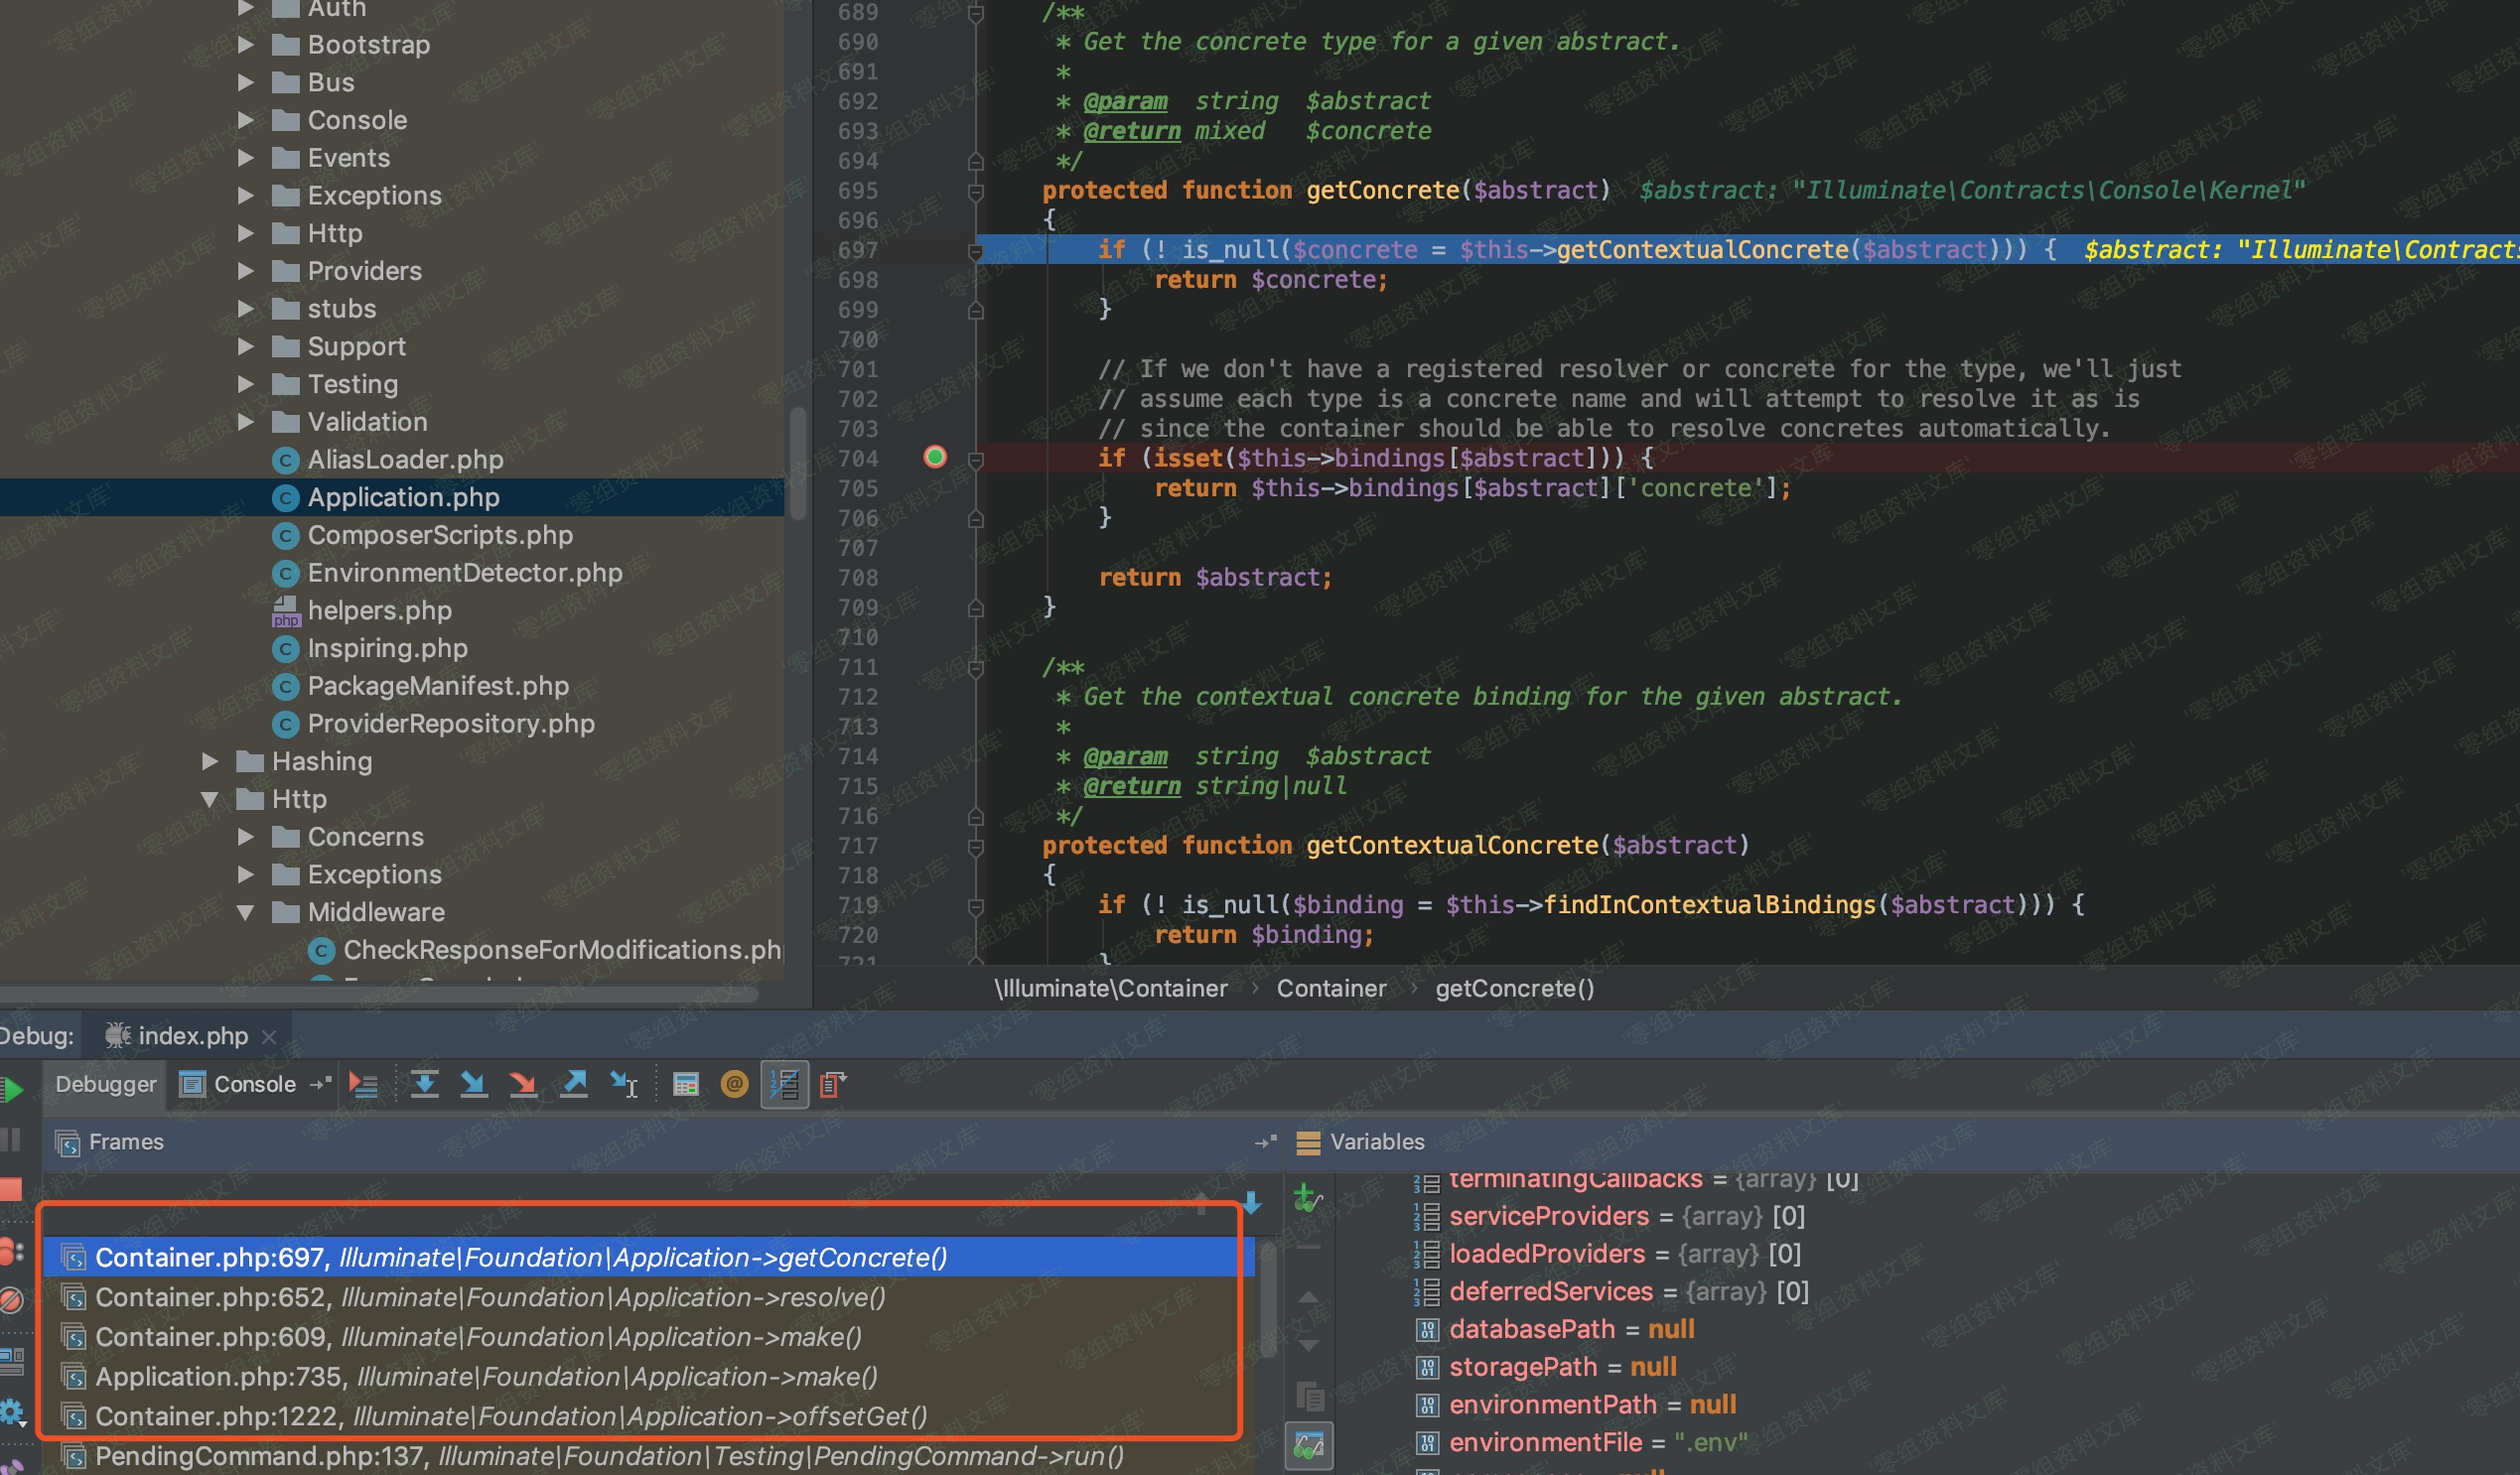 Auth
Bootstrap
Bus
Console
Events
Exceptions
Http
Providers
stubs
Support
Testing
Validation
AliasLoader.php
Application.php
ComposerScripts.php
EnvironmentDetector.php
helpers.php
Inspiring.php
PackageManifest.php
ProviderRepository.php
Hashing
Http
Concerns
Exceptions
Middleware
CheckResponseForModifications.ph
689 /**
690 * Get the concrete type for a given abstract.
691 *
692 * @param string $abstract
693 * @return mixed $concrete
694 */
695 protected function getConcrete($abstract) $abstract: "Illuminate\Contracts\Console\Kernel"
696 {
697 if (! is_null($concrete = $this->getContextualConcrete($abstract))) { $abstract: "Illuminate\Contracts
698 return $concrete;
699 }
700
701 // If we don't have a registered resolver or concrete for the type, we'll just
702 // assume each type is a concrete name and will attempt to resolve it as is
703 // since the container should be able to resolve concretes automatically.
704 if (isset($this->bindings[$abstract])) {
705 return $this->bindings[$abstract]['concrete'];
706 }
707
708 return $abstract;
709 }
710
711 /**
712 * Get the contextual concrete binding for the given abstract.
713 *
714 * @param string $abstract
715 * @return string|null
716 */
717 protected function getContextualConcrete($abstract)
718 {
719 if (! is_null($binding = $this->findInContextualBindings($abstract))) {
720 return $binding;
721 }
\Illuminate\Container › Container › getConcrete()
Debug: index.php
Debugger Console
Frames
Container.php:697, Illuminate\Foundation\Application->getConcrete()
Container.php:652, Illuminate\Foundation\Application->resolve()
Container.php:609, Illuminate\Foundation\Application->make()
Application.php:735, Illuminate\Foundation\Application->make()
Container.php:1222, Illuminate\Foundation\Application->offsetGet()
PendingCommand.php:137, Illuminate\Foundation\Testing\PendingCommand->run()
Variables
terminatingCallbacks = {array} [0]
serviceProviders = {array} [0]
loadedProviders = {array} [0]
deferredServices = {array} [0]
databasePath = null
storagePath = null
environmentPath = null
environmentFile = ".env"
零组资料文库